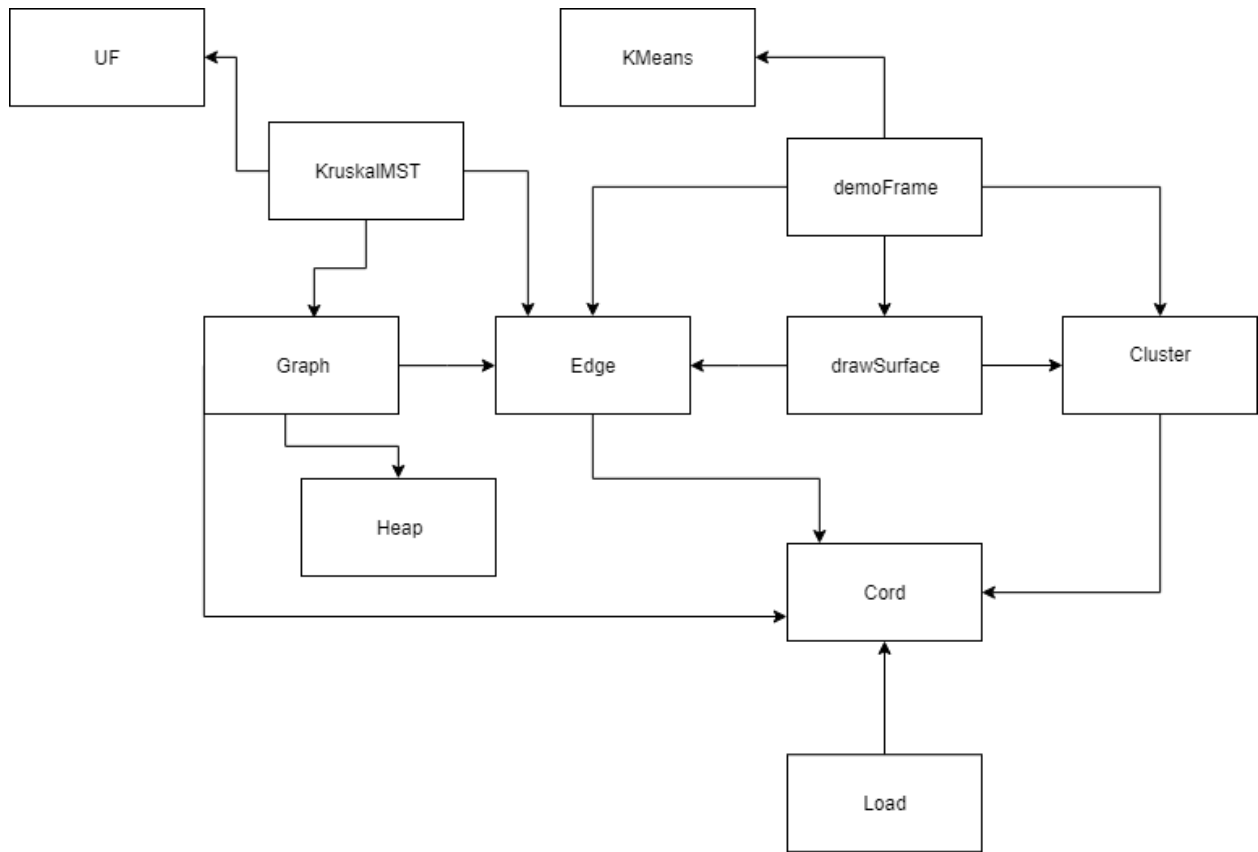 UF
KMeans
KruskalMST
demoFrame
Graph
Edge
drawSurface
Cluster
Heap
Cord
Load